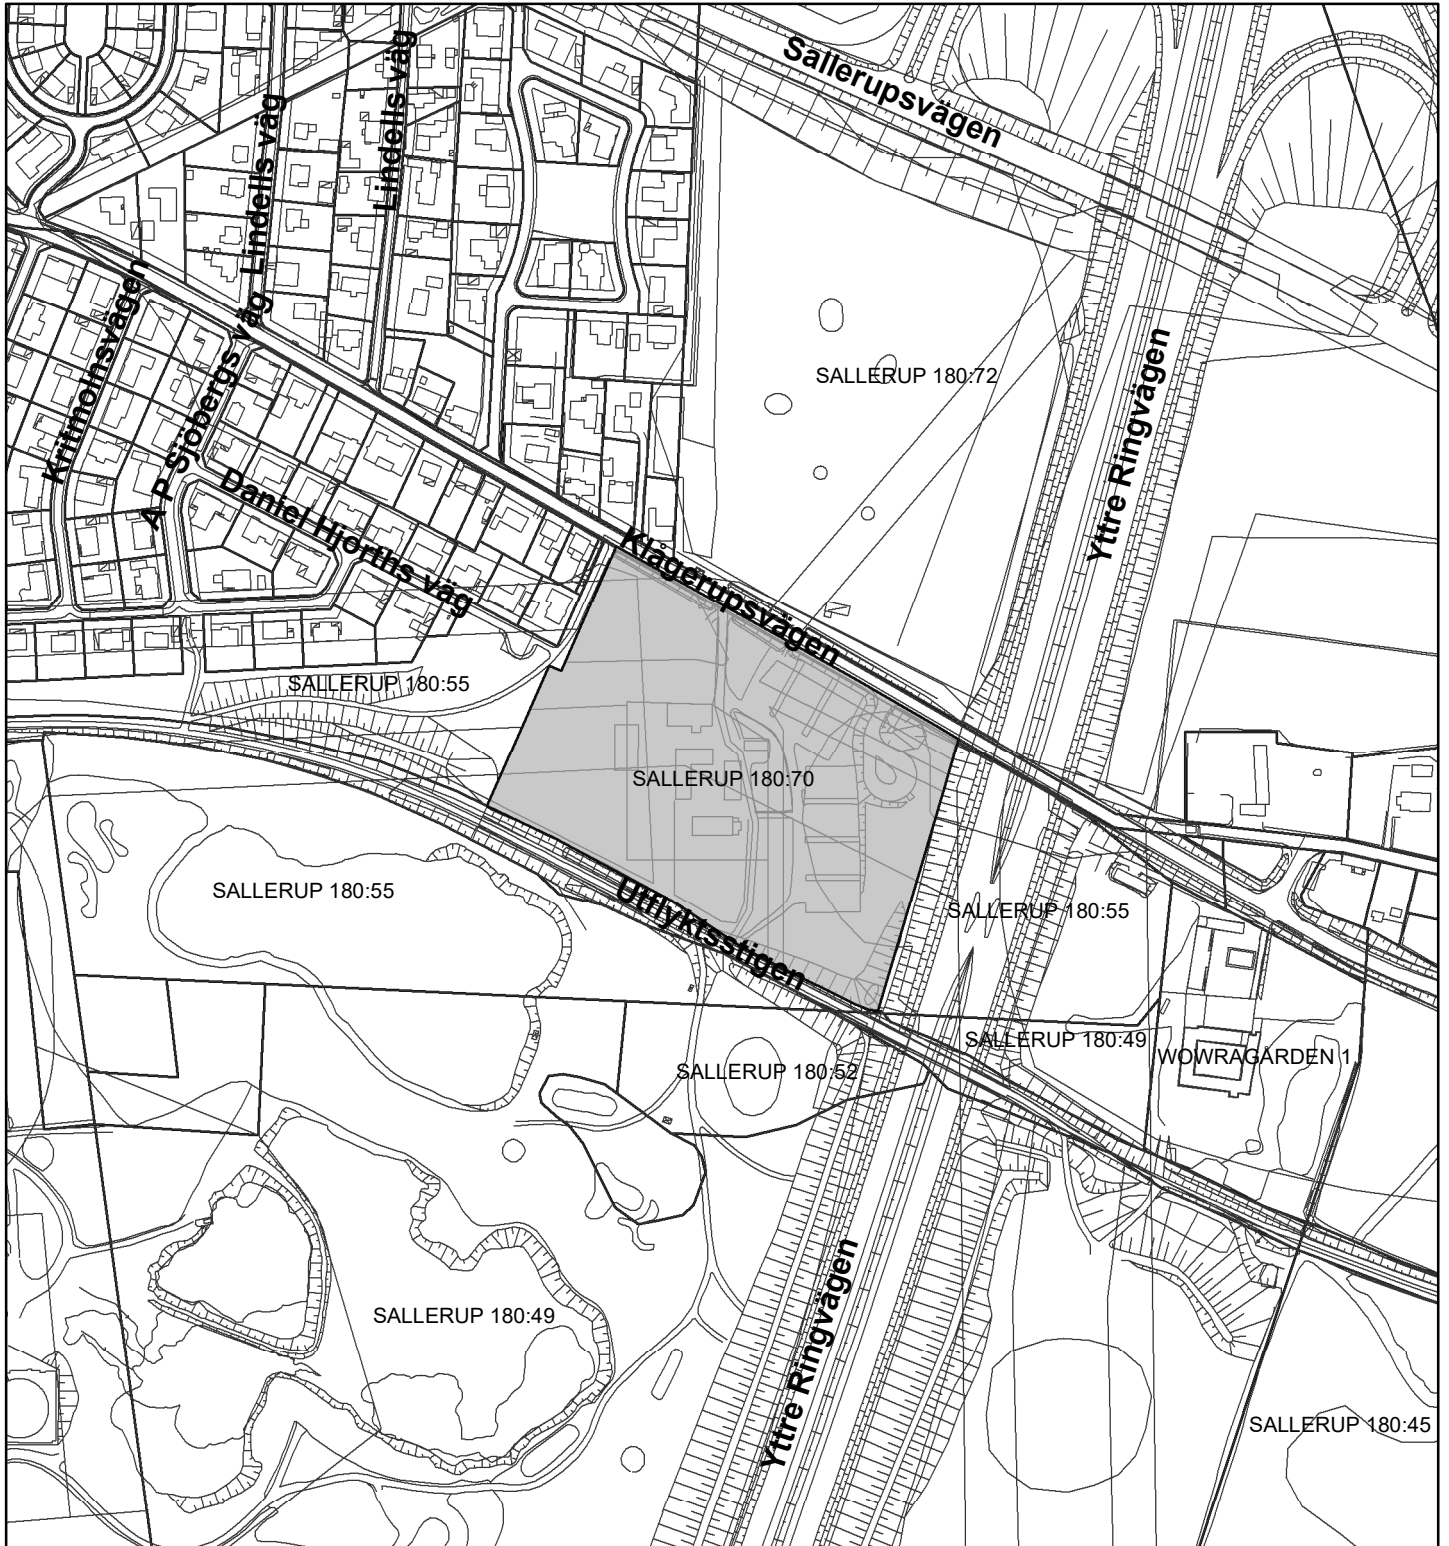 Sallerupsvägen
Lindells väg
Lindells väg
Kritmolnsvägen
A P Sjöbergs väg
SALLERUP 180:72
Yttre Ringvägen
Daniel Hjorths väg
Klågerupsvägen
SALLERUP 180:55
SALLERUP 180:70
SALLERUP 180:55
Utflyktsstigen
SALLERUP 180:55
SALLERUP 180:49
WOWRAGÅRDEN 1
SALLERUP 180:52
SALLERUP 180:49
Yttre Ringvägen
SALLERUP 180:45